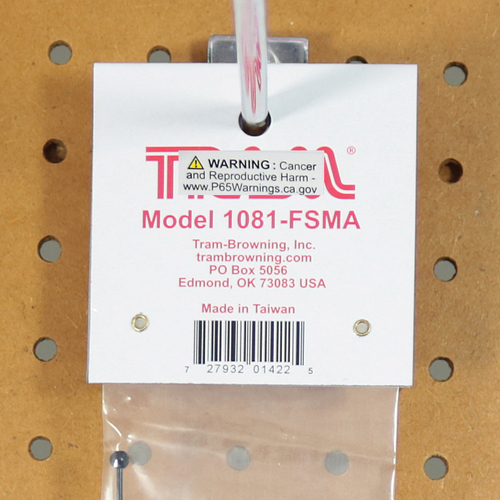 TRAM®
WARNING : Cancer
and Reproductive Harm -
www.P65Warnings.ca.gov
Model 1081-FSMA
Tram-Browning, Inc.
trambrowning.com
PO Box 5056
Edmond, OK 73083 USA
Made in Taiwan
7 27932 01422 5